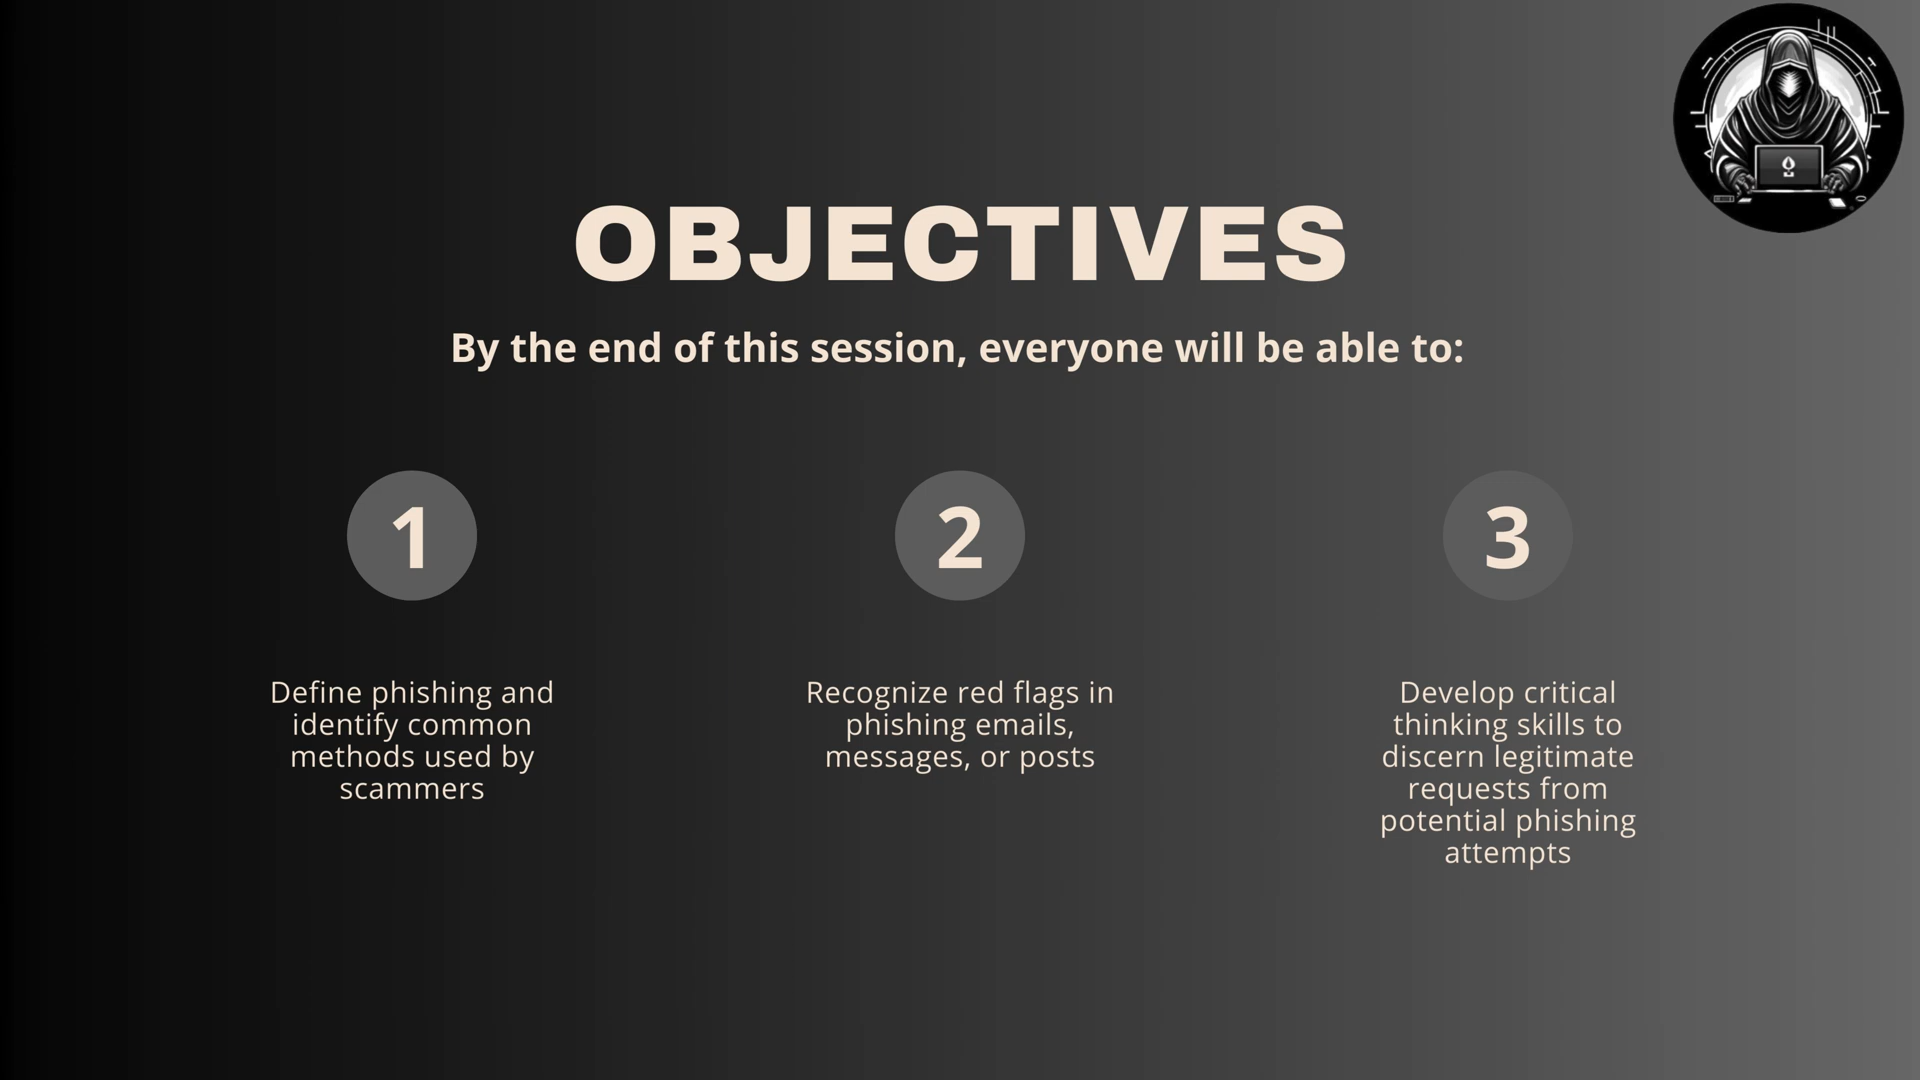 OBJECTIVES
By the end of this session, everyone will be able to:
1
Define phishing and
identify common
methods used by
scammers
2
Recognize red flags in
phishing emails,
messages, or posts
3
Develop critical
thinking skills to
discern legitimate
requests from
potential phishing
attempts